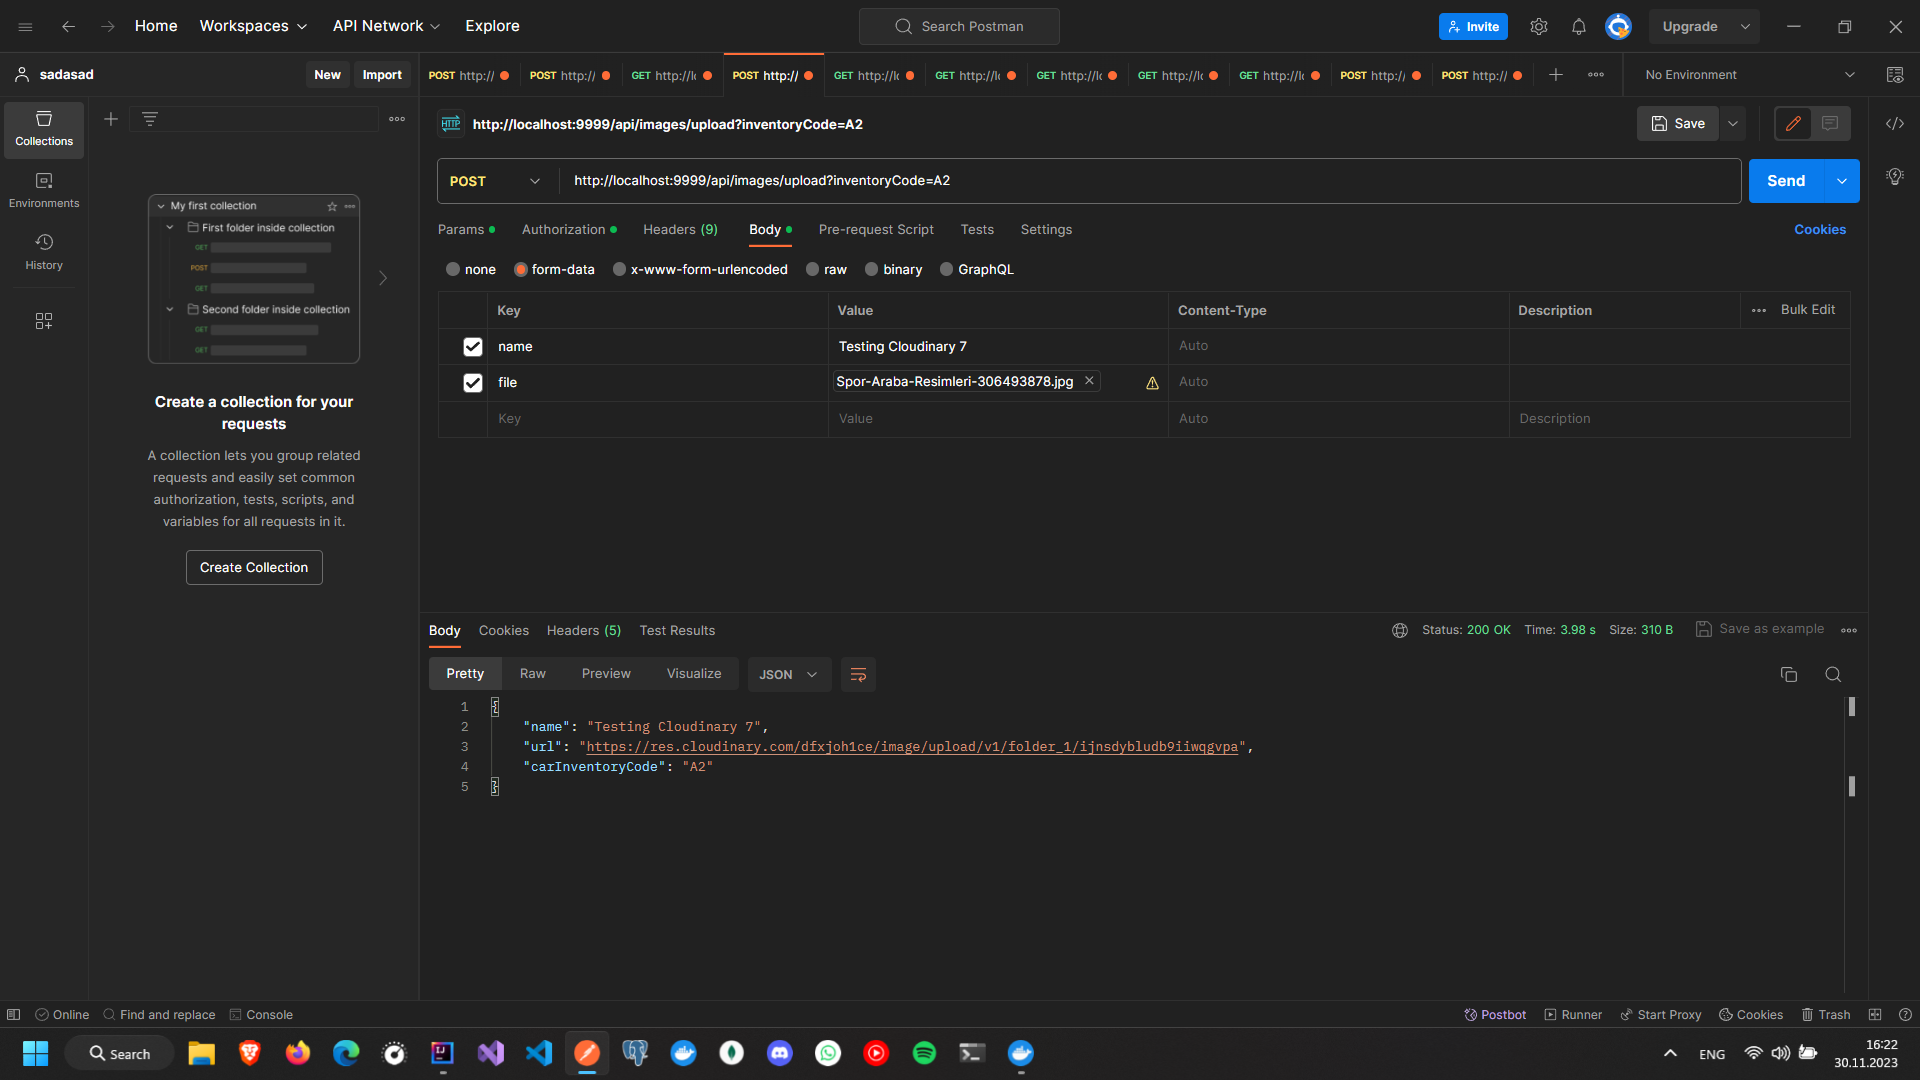 Home Workspaces API Network Explore Search Postman Invite Upgrade
sadasad New Import POST http:// POST http:/ GET http://lo POST http:// GET http://lo GET http://lo GET http://lo GET http://lo GET http://lo POST http:/ POST http:/ No Environment
Collections
Environments
History
My first collection
First folder inside collection
GET
POST
GET
Second folder inside collection
GET
GET
Create a collection for your
requests
A collection lets you group related
requests and easily set common
authorization, tests, scripts, and
variables for all requests in it.
Create Collection
HTTP http://localhost:9999/api/images/upload?inventoryCode=A2 Save
POST http://localhost:9999/api/images/upload?inventoryCode=A2 Send
Params Authorization Headers (9) Body Pre-request Script Tests Settings Cookies
none form-data x-www-form-urlencoded raw binary GraphQL
Key Value Content-Type Description Bulk Edit
name Testing Cloudinary 7 Auto
file Spor-Araba-Resimleri-306493878.jpg Auto
Key Value Auto Description
Body Cookies Headers (5) Test Results Status: 200 OK Time: 3.98 s Size: 310 B Save as example
Pretty Raw Preview Visualize JSON
1 {
2 "name": "Testing Cloudinary 7",
3 "url": "https://res.cloudinary.com/dfxjoh1ce/image/upload/v1/folder_1/ijnsdybludb9iiwqgvpa",
4 "carInventoryCode": "A2"
5 }
Online Find and replace Console Postbot Runner Start Proxy Cookies Trash
Search ENG 16:22
30.11.2023